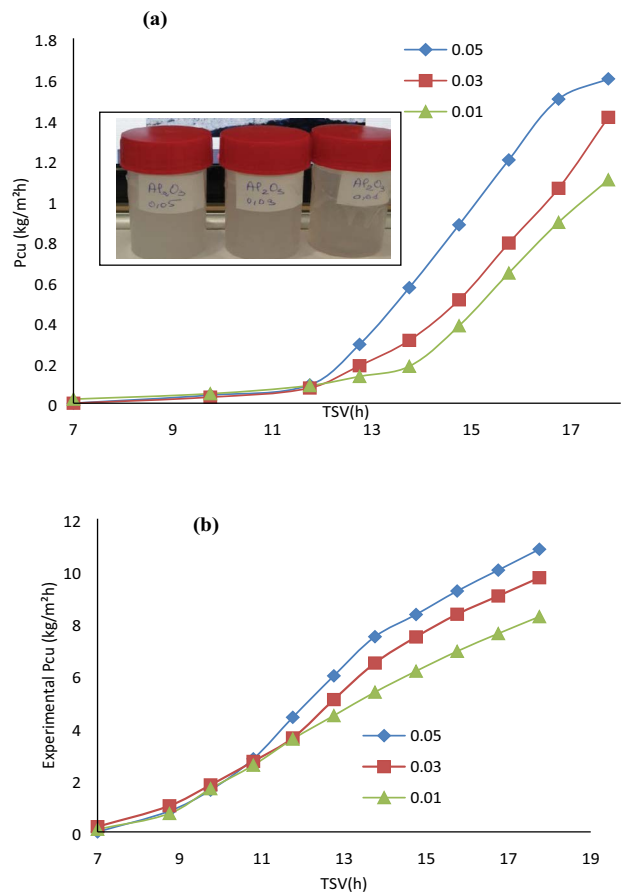 (a)
1.8
1.6
1.4
1.2
1
0.8
0.6
0.4
0.2
0
Pcu (kg/m²h)
0.05
0.03
0.01
Al₂O₃
0,05
Al₂O₃
0,03
Al₂O₃
TSV(h)
7 9 11 13 15 17
(b)
12
10
8
6
4
2
0
Experimental Pcu (kg/m²h)
0.05
0.03
0.01
7 9 11 13 15 17 19
TSV(h)